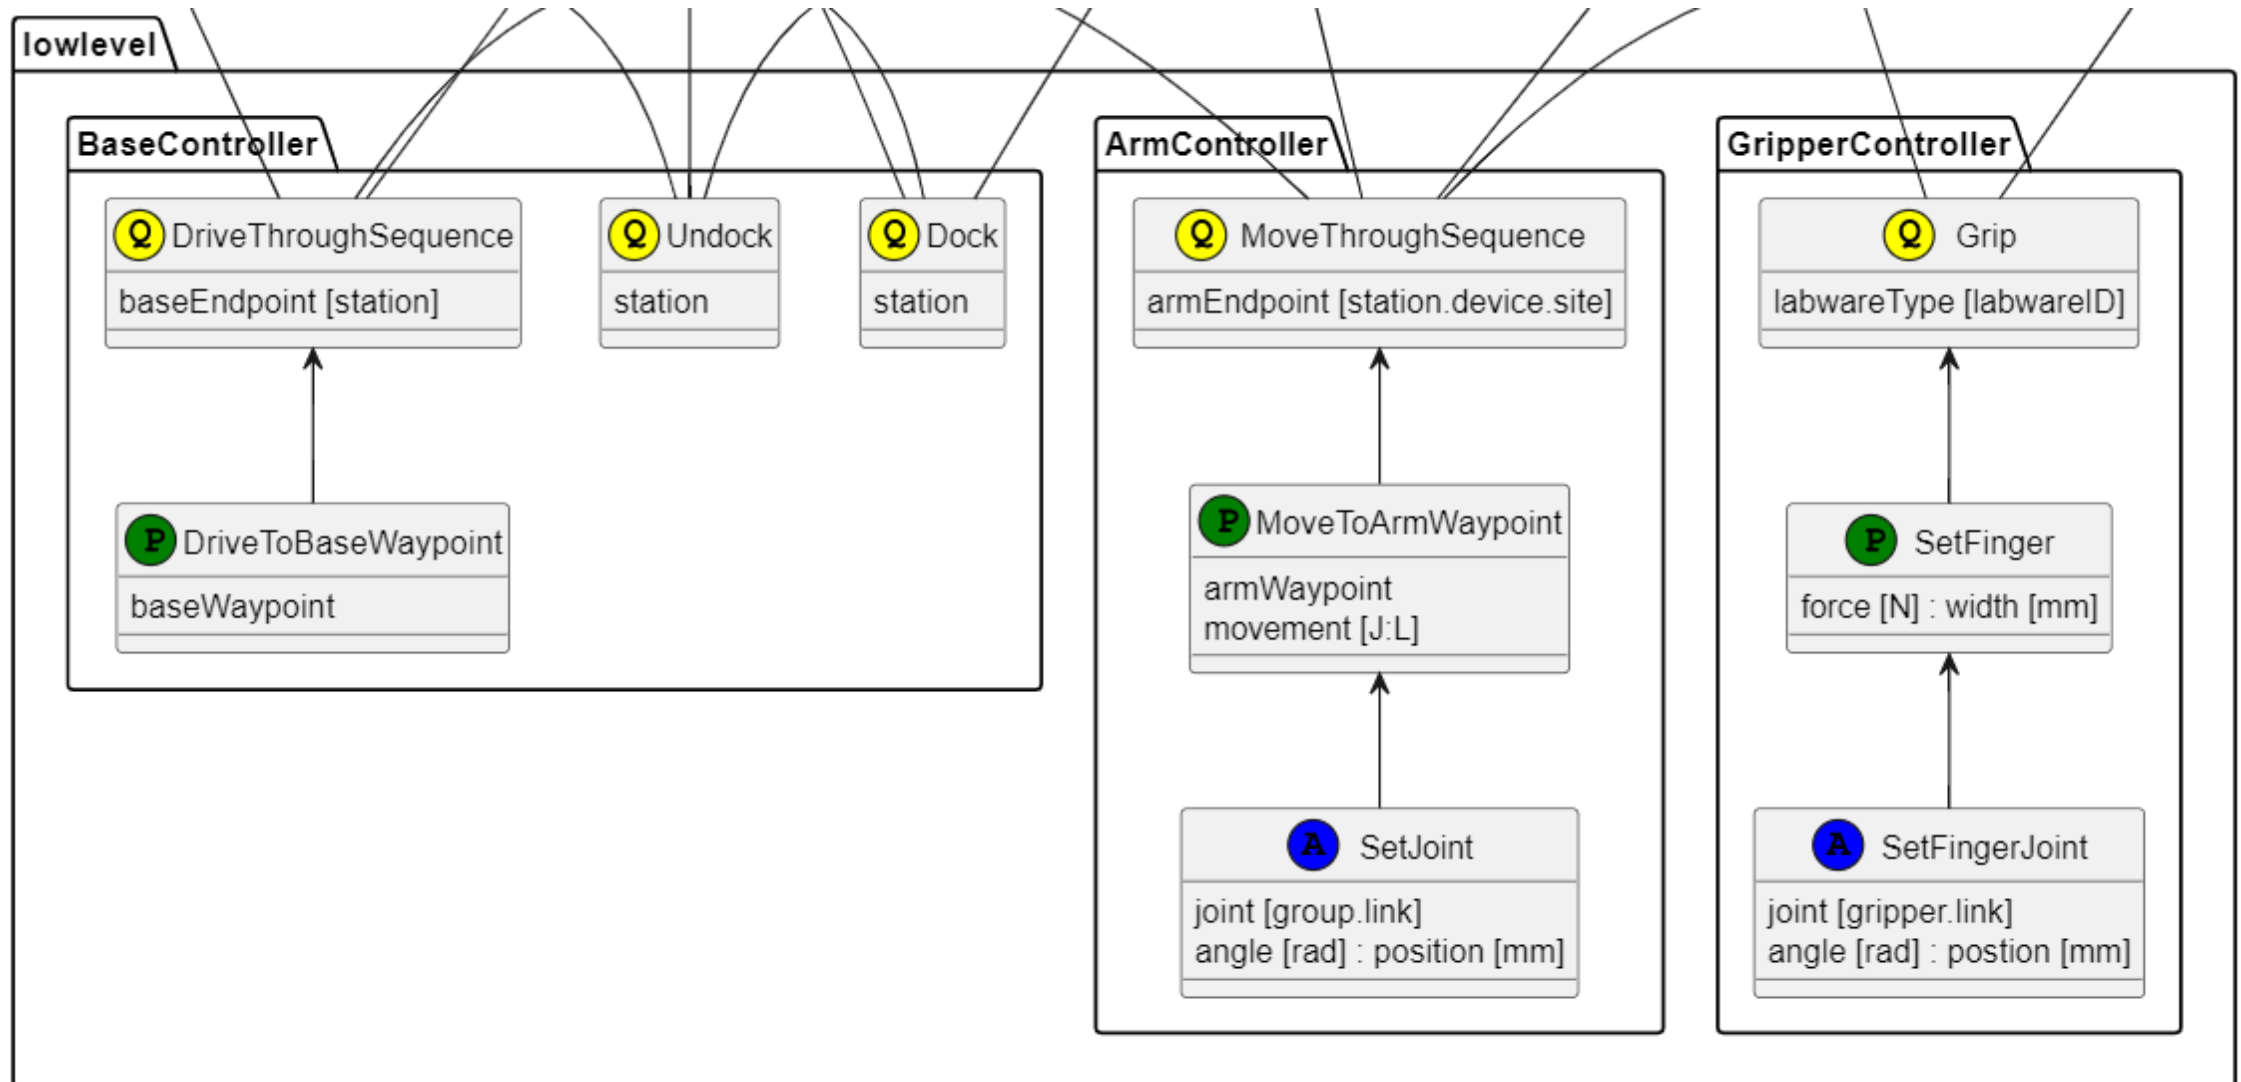 lowlevel
BaseController
Q DriveThroughSequence
baseEndpoint [station]
Q Undock
station
Q Dock
station
P DriveToBaseWaypoint
baseWaypoint
ArmController
Q MoveThroughSequence
armEndpoint [station.device.site]
P MoveToArmWaypoint
armWaypoint
movement [J:L]
A SetJoint
joint [group.link]
angle [rad] : position [mm]
GripperController
Q Grip
labwareType [labwareID]
P SetFinger
force [N] : width [mm]
A SetFingerJoint
joint [gripper.link]
angle [rad] : postion [mm]